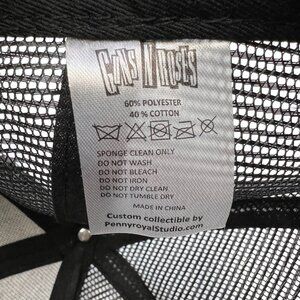 GUNS N' ROSES
60% POLYESTER
40% COTTON
SPONGE CLEAN ONLY
DO NOT WASH
DO NOT BLEACH
DO NOT IRON
DO NOT DRY CLEAN
DO NOT TUMBLE DRY
MADE IN CHINA
Custom collectible by
PennyroyalStudio.com